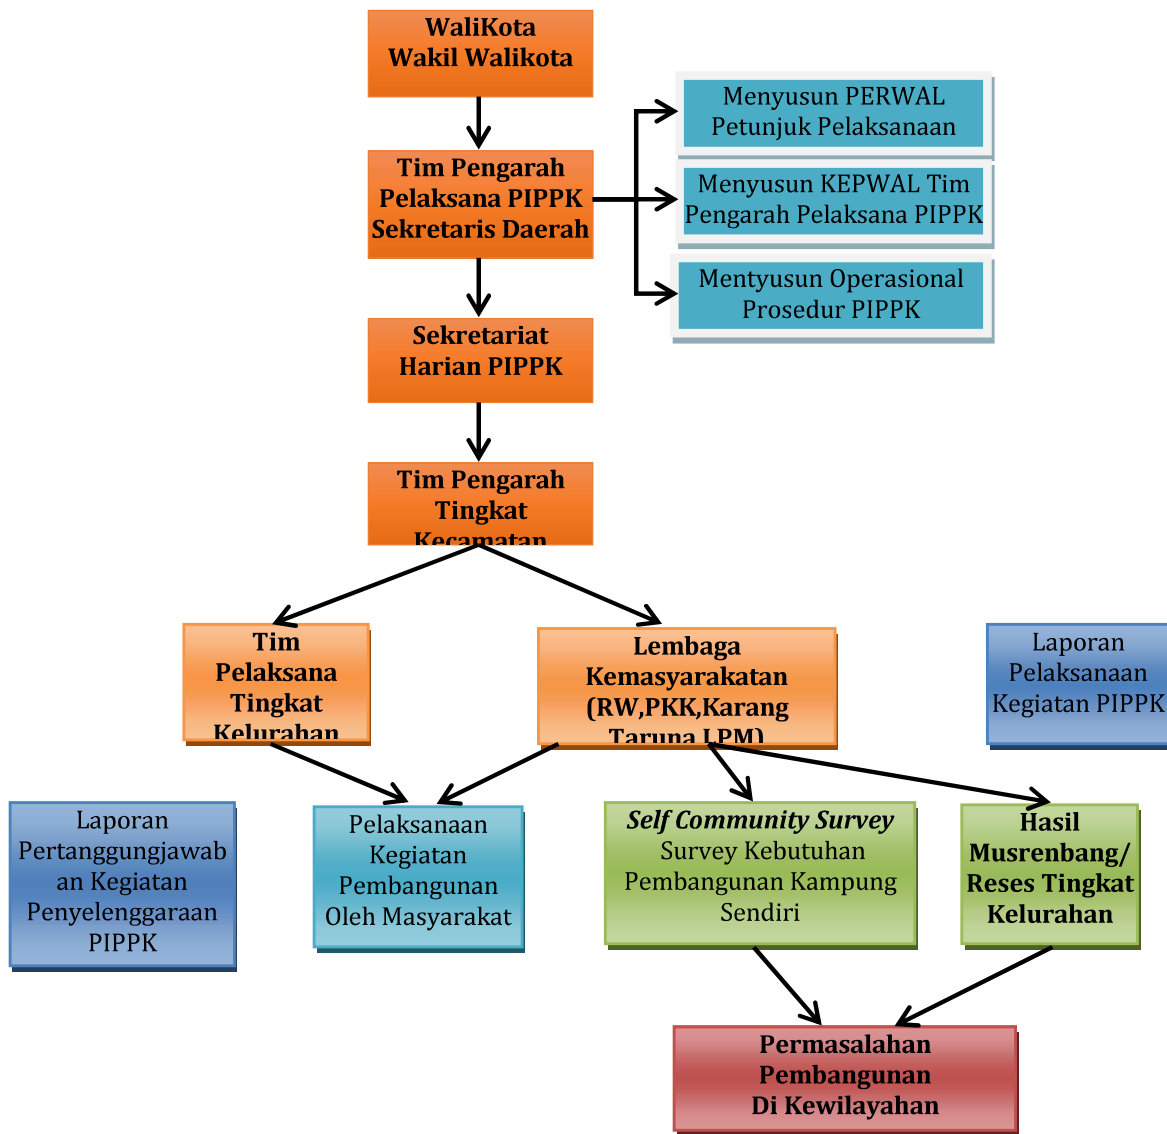 WaliKota
Wakil Walikota
Menyusun PERWAL
Petunjuk Pelaksanaan
Tim Pengarah
Pelaksana PIPPK
Sekretaris Daerah
Menyusun KEPWAL Tim
Pengarah Pelaksana PIPPK
Mentyusun Operasional
Prosedur PIPPK
Sekretariat
Harian PIPPK
Tim Pengarah
Tingkat
Kecamatan
Tim
Pelaksana
Tingkat
Kelurahan
Lembaga
Kemasyarakatan
(RW,PKK,Karang
Taruna LPM)
Laporan
Pelaksanaan
Kegiatan PIPPK
Laporan
Pertanggungjawab
an Kegiatan
Penyelenggaraan
PIPPK
Pelaksanaan
Kegiatan
Pembangunan
Oleh Masyarakat
Self Community Survey
Survey Kebutuhan
Pembangunan Kampung
Sendiri
Hasil
Musrenbang/
Reses Tingkat
Kelurahan
Permasalahan
Pembangunan
Di Kewilayahan